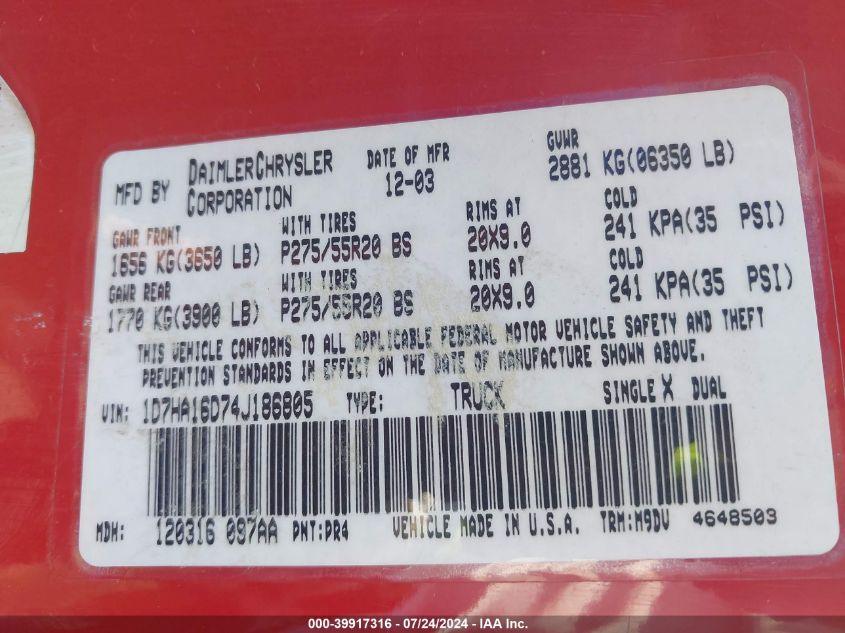 MFD BY DAIMLERCHRYSLER CORPORATION DATE OF MFR 12-03 GVWR 2881 KG(06350 LB)
GAWR FRONT WITH TIRES RIMS AT COLD
1656 KG(3650 LB) P275/55R20 BS 20X9.0 241 KPA(35 PSI)
GAWR REAR WITH TIRES RIMS AT COLD
1770 KG(3900 LB) P275/55R20 BS 20X9.0 241 KPA(35 PSI)
THIS VEHICLE CONFORMS TO ALL APPLICABLE FEDERAL MOTOR VEHICLE SAFETY AND THEFT
PREVENTION STANDARDS IN EFFECT ON THE DATE OF MANUFACTURE SHOWN ABOVE.
VIN: 1D7HA16D74J186805 TYPE: TRUCK SINGLE X DUAL
MDH: 120316 097AA PNT:PR4 VEHICLE MADE IN U.S.A. TRM:M9DV 4648503
000-39917316 - 07/24/2024 - IAA Inc.